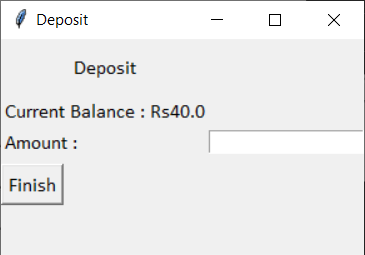 Deposit
Deposit
Current Balance : Rs40.0
Amount :
Finish